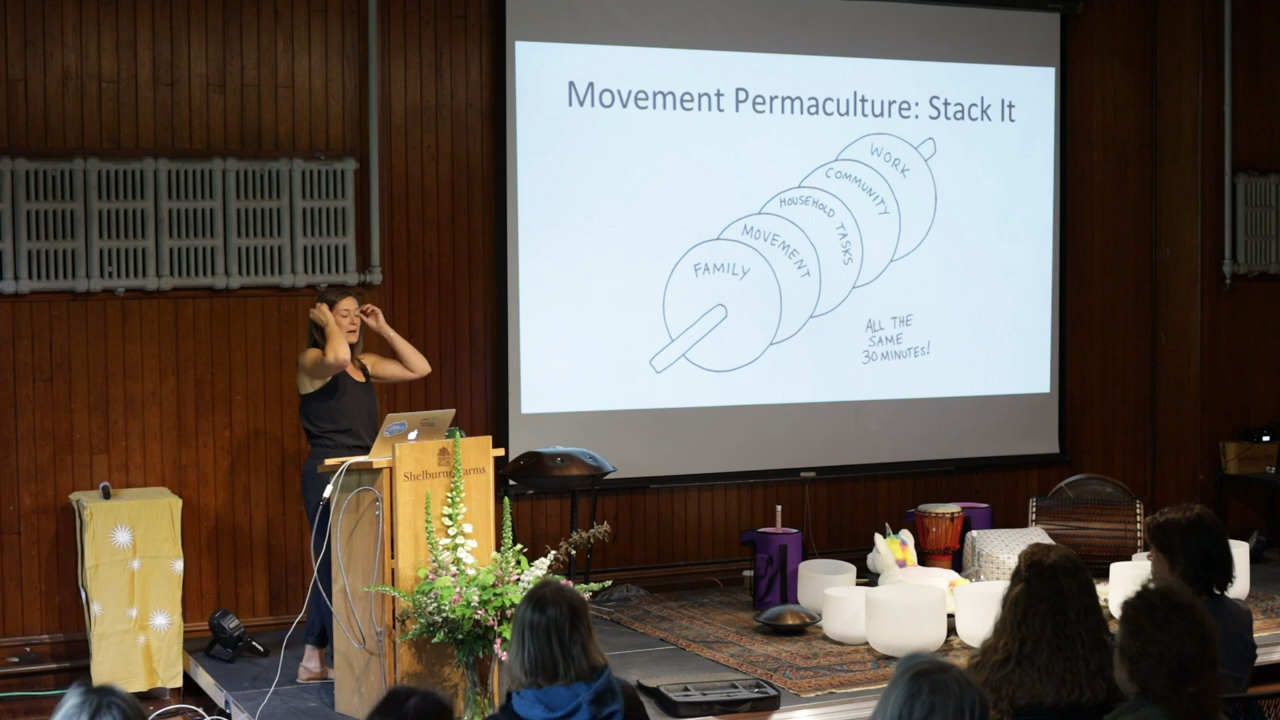 Movement Permaculture: Stack It
WORK
COMMUNITY
HOUSEHOLD TASKS
MOVEMENT
FAMILY
ALL THE
SAME
30 MINUTES!
Shelburne Farms